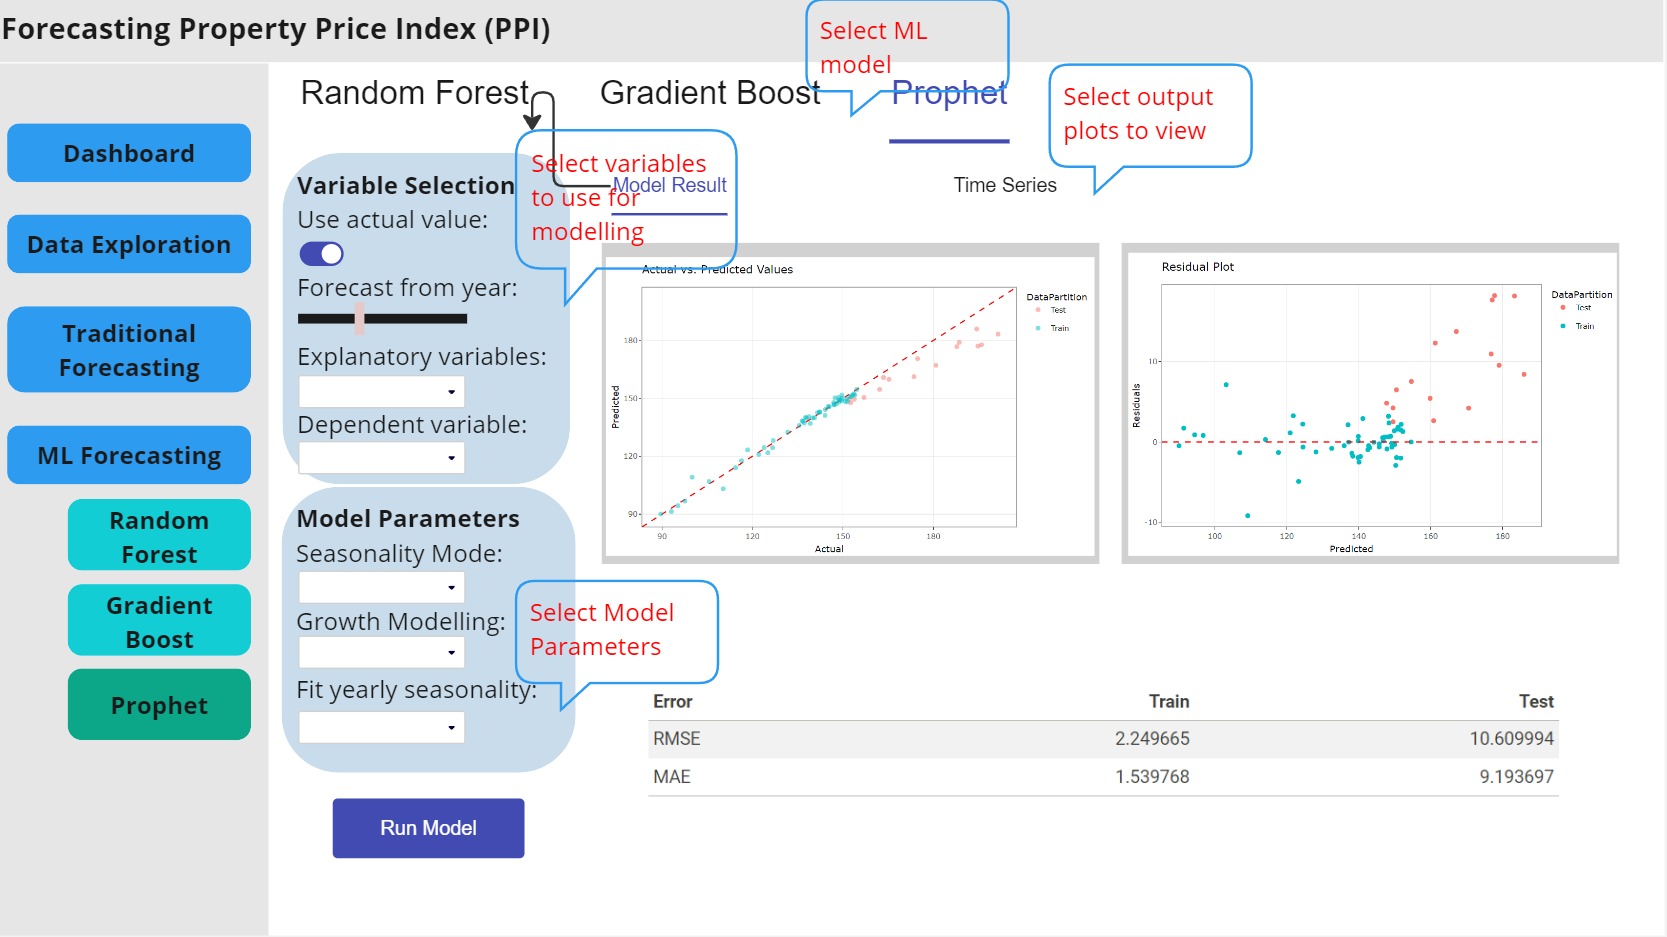 Forecasting Property Price Index (PPI)
Select ML
model
Random Forest
Gradient Boost
Prophet
Select output
plots to view
Dashboard
Data Exploration
Traditional
Forecasting
ML Forecasting
Random
Forest
Gradient
Boost
Prophet
Variable Selection
Use actual value:
Forecast from year:
Explanatory variables:
Dependent variable:
Select variables
to use for
modelling
Model Result
Time Series
Actual vs. Predicted Values
DataPartition
Test
Train
Predicted
180
150
120
90
90
120
150
180
Actual
Residual Plot
DataPartition
Test
Train
Residuals
10
0
-10
100
120
140
160
180
Predicted
Model Parameters
Seasonality Mode:
Growth Modelling:
Fit yearly seasonality:
Select Model
Parameters
Run Model
Error Train Test
RMSE 2.249665 10.609994
MAE 1.539768 9.193697